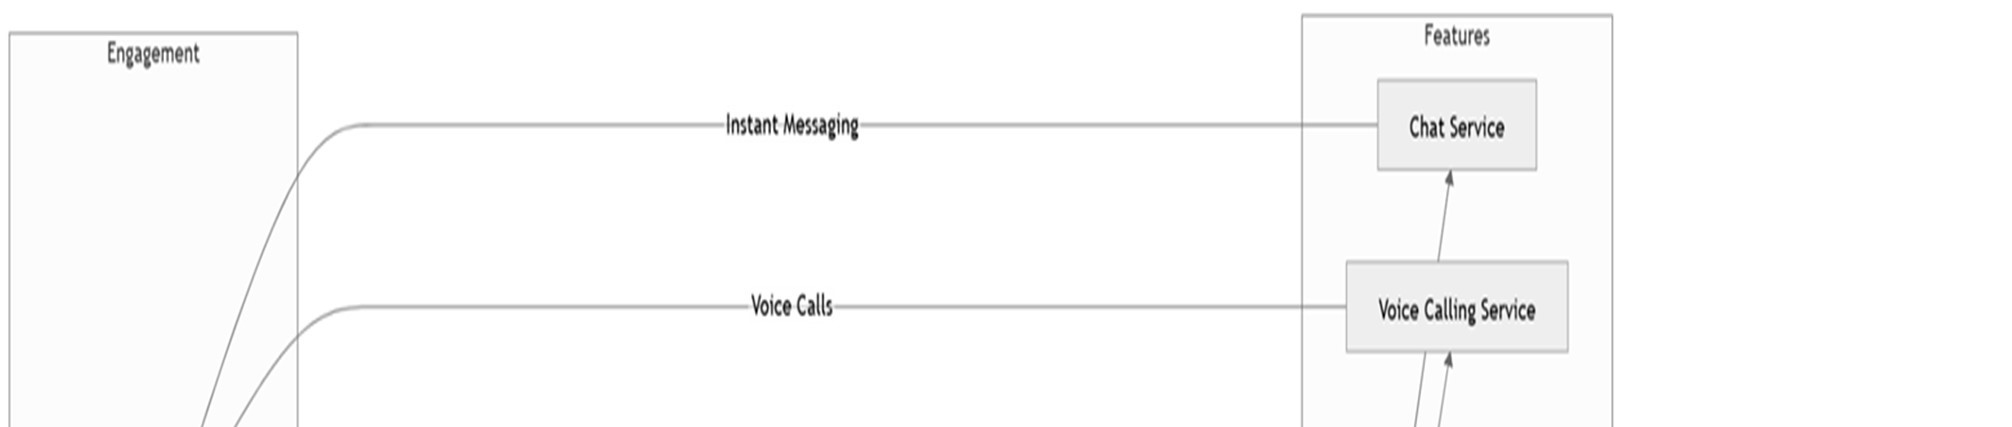 Engagement
Features
Instant Messaging
Chat Service
Voice Calls
Voice Calling Service